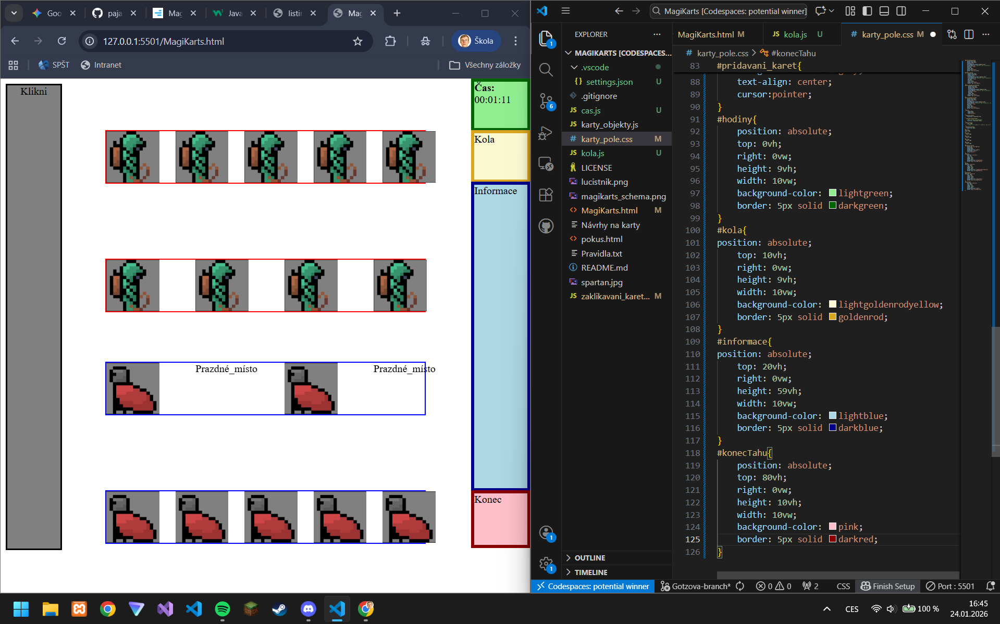 Goo
paja
Mag
Java
listin
Mag
127.0.0.1:5501/MagiKarts.html
Škola
SPŠT
Intranet
Všechny záložky
Klikni
Čas:
00:01:11
Kola
Informace
Prazdné_místo
Prazdné_místo
Konec
MagiKarts [Codespaces: potential winner]
EXPLORER
MAGIKARTS [CODESPACES...
.vscode
{} settings.json U
.gitignore
JS cas.js U
JS karty_objekty.js
# karty_pole.css M
JS kola.js U
LICENSE
lucistnik.png
magikarts_schema.png
<> MagiKarts.html M
Návrhy na karty
<> pokus.html
Pravidla.txt
README.md
spartan.jpg
JS zaklikavani_karet... M
OUTLINE
TIMELINE
1
6
1
1
MagiKarts.html M
JS kola.js U
# karty_pole.css M
# karty_pole.css > #konecTahu
83 #pridavani_karet{
88 text-align: center;
89 cursor:pointer;
90 }
91 #hodiny{
92 position: absolute;
93 top: 0vh;
94 right: 0vw;
95 height: 9vh;
96 width: 10vw;
97 background-color: lightgreen;
98 border: 5px solid darkgreen;
99 }
100 #kola{
101 position: absolute;
102 top: 10vh;
103 right: 0vw;
104 height: 9vh;
105 width: 10vw;
106 background-color: lightgoldenrodyellow;
107 border: 5px solid goldenrod;
108 }
109 #informace{
110 position: absolute;
111 top: 20vh;
112 right: 0vw;
113 height: 59vh;
114 width: 10vw;
115 background-color: lightblue;
116 border: 5px solid darkblue;
117 }
118 #konecTahu{
119 position: absolute;
120 top: 80vh;
121 right: 0vw;
122 height: 10vh;
123 width: 10vw;
124 background-color: pink;
125 border: 5px solid darkred;
126 }
Codespaces: potential winner
Gotzova-branch*
0
0
2
CSS
Finish Setup
Port : 5501
CES
100 %
16:45
24.01.2026